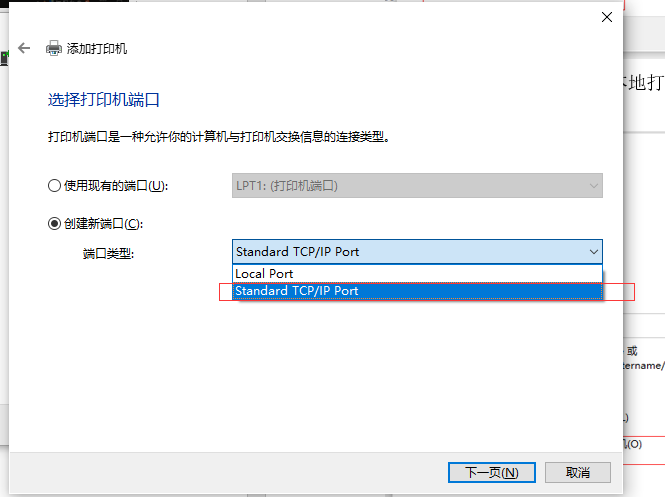 添加打印机
本地打
选择打印机端口
打印机端口是一种允许你的计算机与打印机交换信息的连接类型。
使用现有的端口(U):
LPT1: (打印机端口)
创建新端口(C):
端口类型:
Standard TCP/IP Port
Local Port
Standard TCP/IP Port
或
tername/
L)
机(O)
下一页(N)
取消